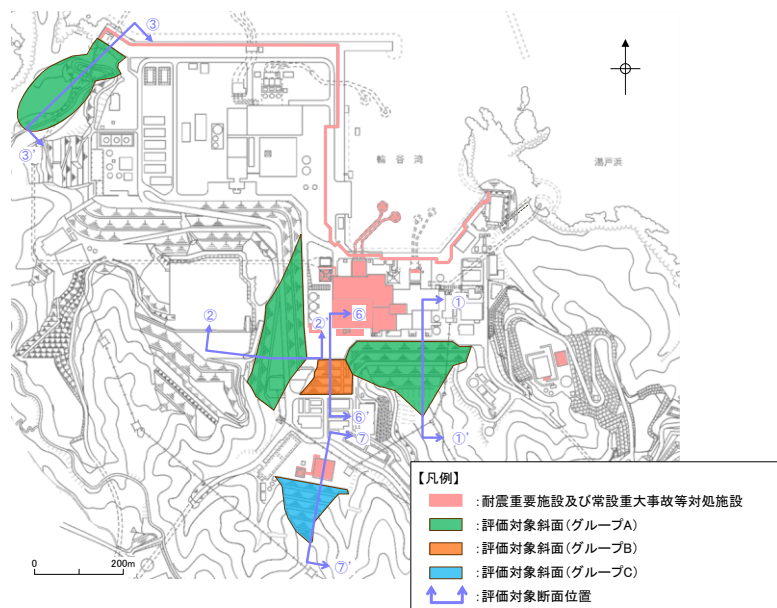 ③
輪谷湾
湯戸浜
③'
①
②
②'
⑥
⑥'
①'
⑦
⑦'
0 200m
【凡例】
:耐震重要施設及び常設重大事故等対処施設
:評価対象斜面(グループA)
:評価対象斜面(グループB)
:評価対象斜面(グループC)
:評価対象断面位置